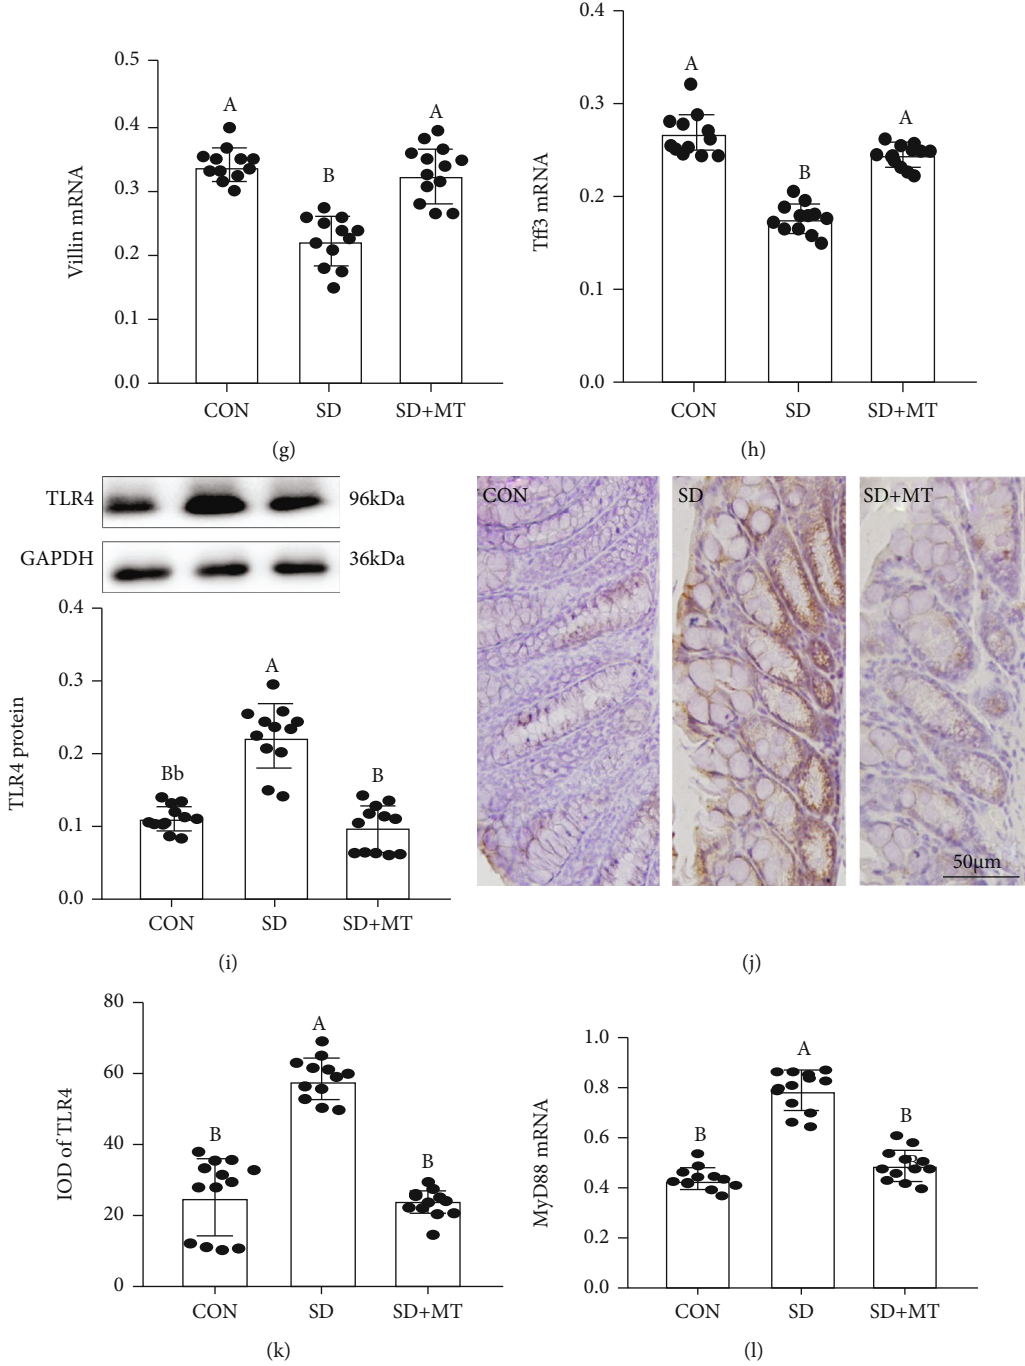 0.5
0.4
0.3
0.2
0.1
0.0
Villin mRNA
A
B
A
CON
SD
SD+MT
(g)
0.4
0.3
0.2
0.1
0.0
Tff3 mRNA
A
B
A
CON
SD
SD+MT
(h)
TLR4
96kDa
GAPDH
36kDa
0.4
0.3
0.2
0.1
0.0
TLR4 protein
Bb
A
B
CON
SD
SD+MT
(i)
CON
SD
SD+MT
50μm
(j)
80
60
40
20
0
IOD of TLR4
B
A
B
CON
SD
SD+MT
(k)
1.0
0.8
0.6
0.4
0.2
0.0
MyD88 mRNA
B
A
B
B
CON
SD
SD+MT
(l)